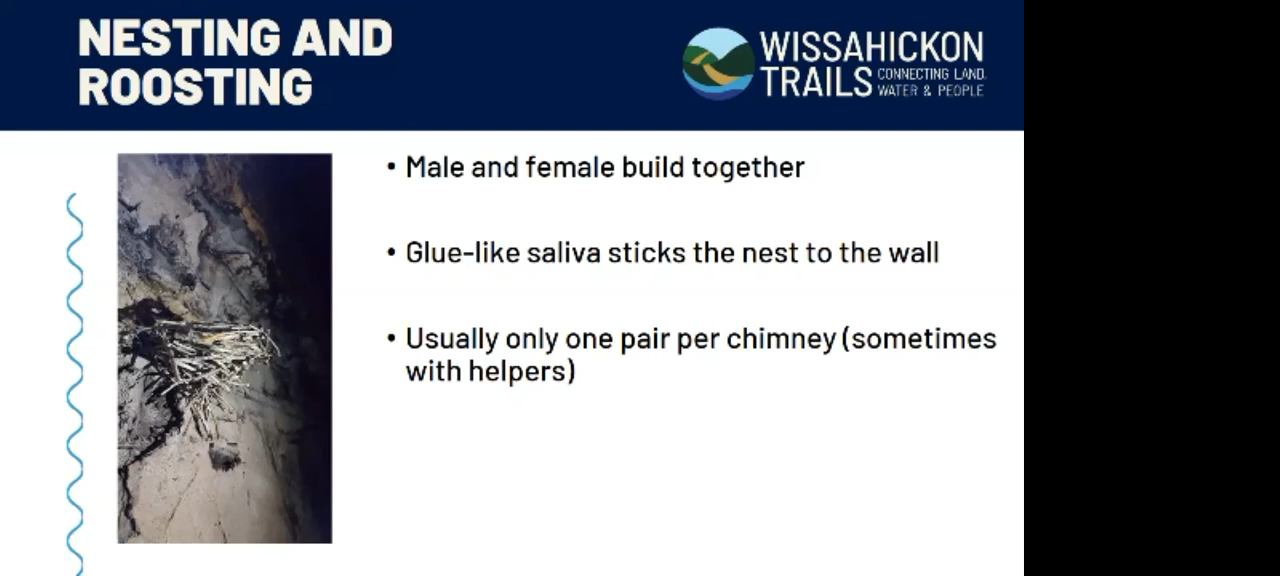 NESTING AND
ROOSTING
WISSAHICKON
TRAILS
CONNECTING LAND,
WATER & PEOPLE
• Male and female build together
• Glue-like saliva sticks the nest to the wall
• Usually only one pair per chimney (sometimes
with helpers)